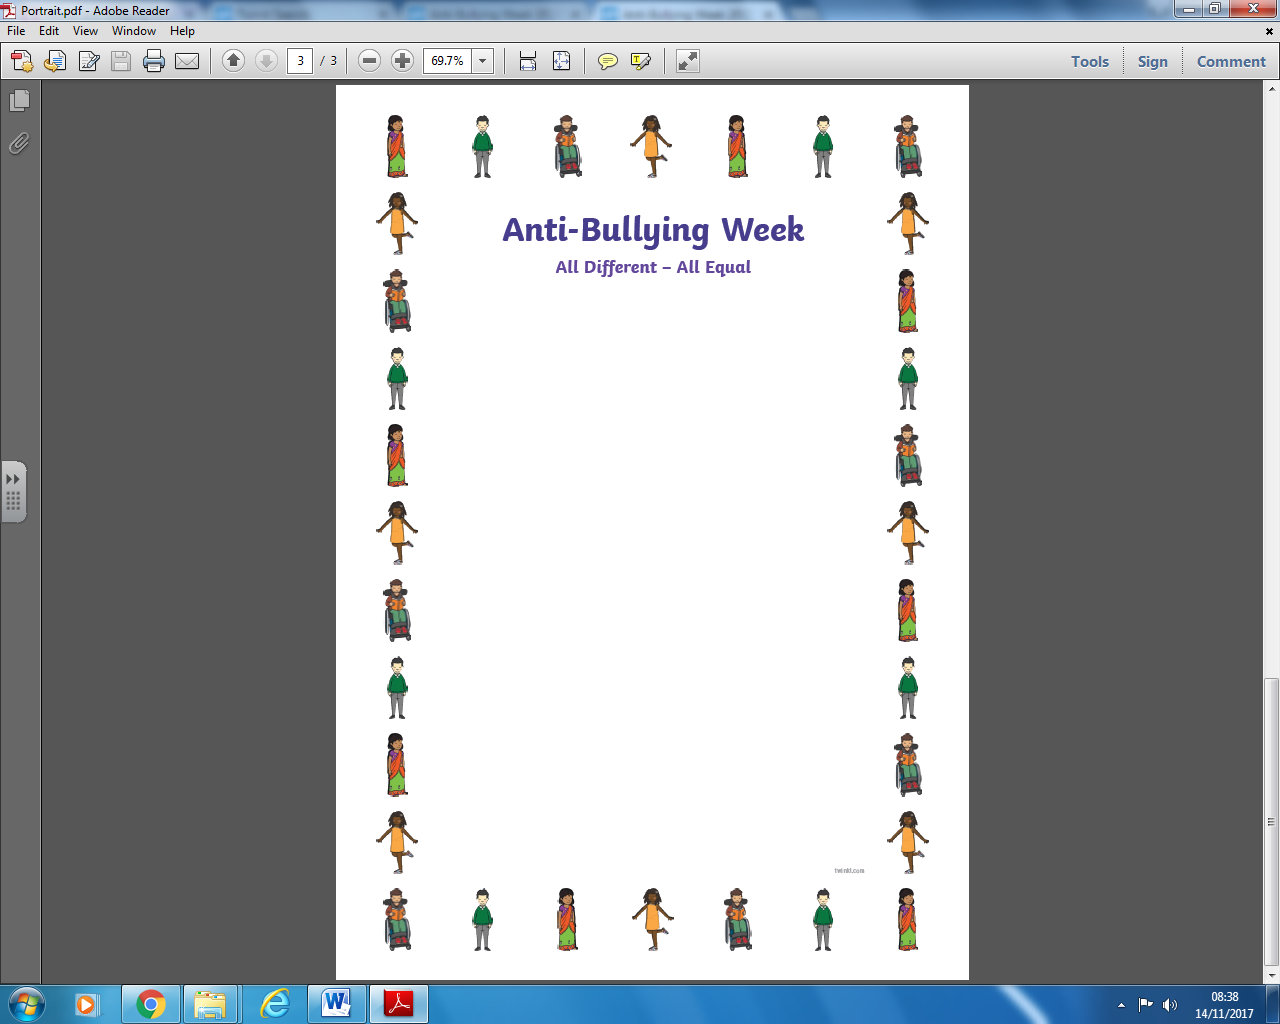 Portrait.pdf - Adobe Reader
File Edit View Window Help
3 / 3 69.7% Tools Sign Comment
Anti-Bullying Week
All Different – All Equal
twinkl.com
08:38
14/11/2017